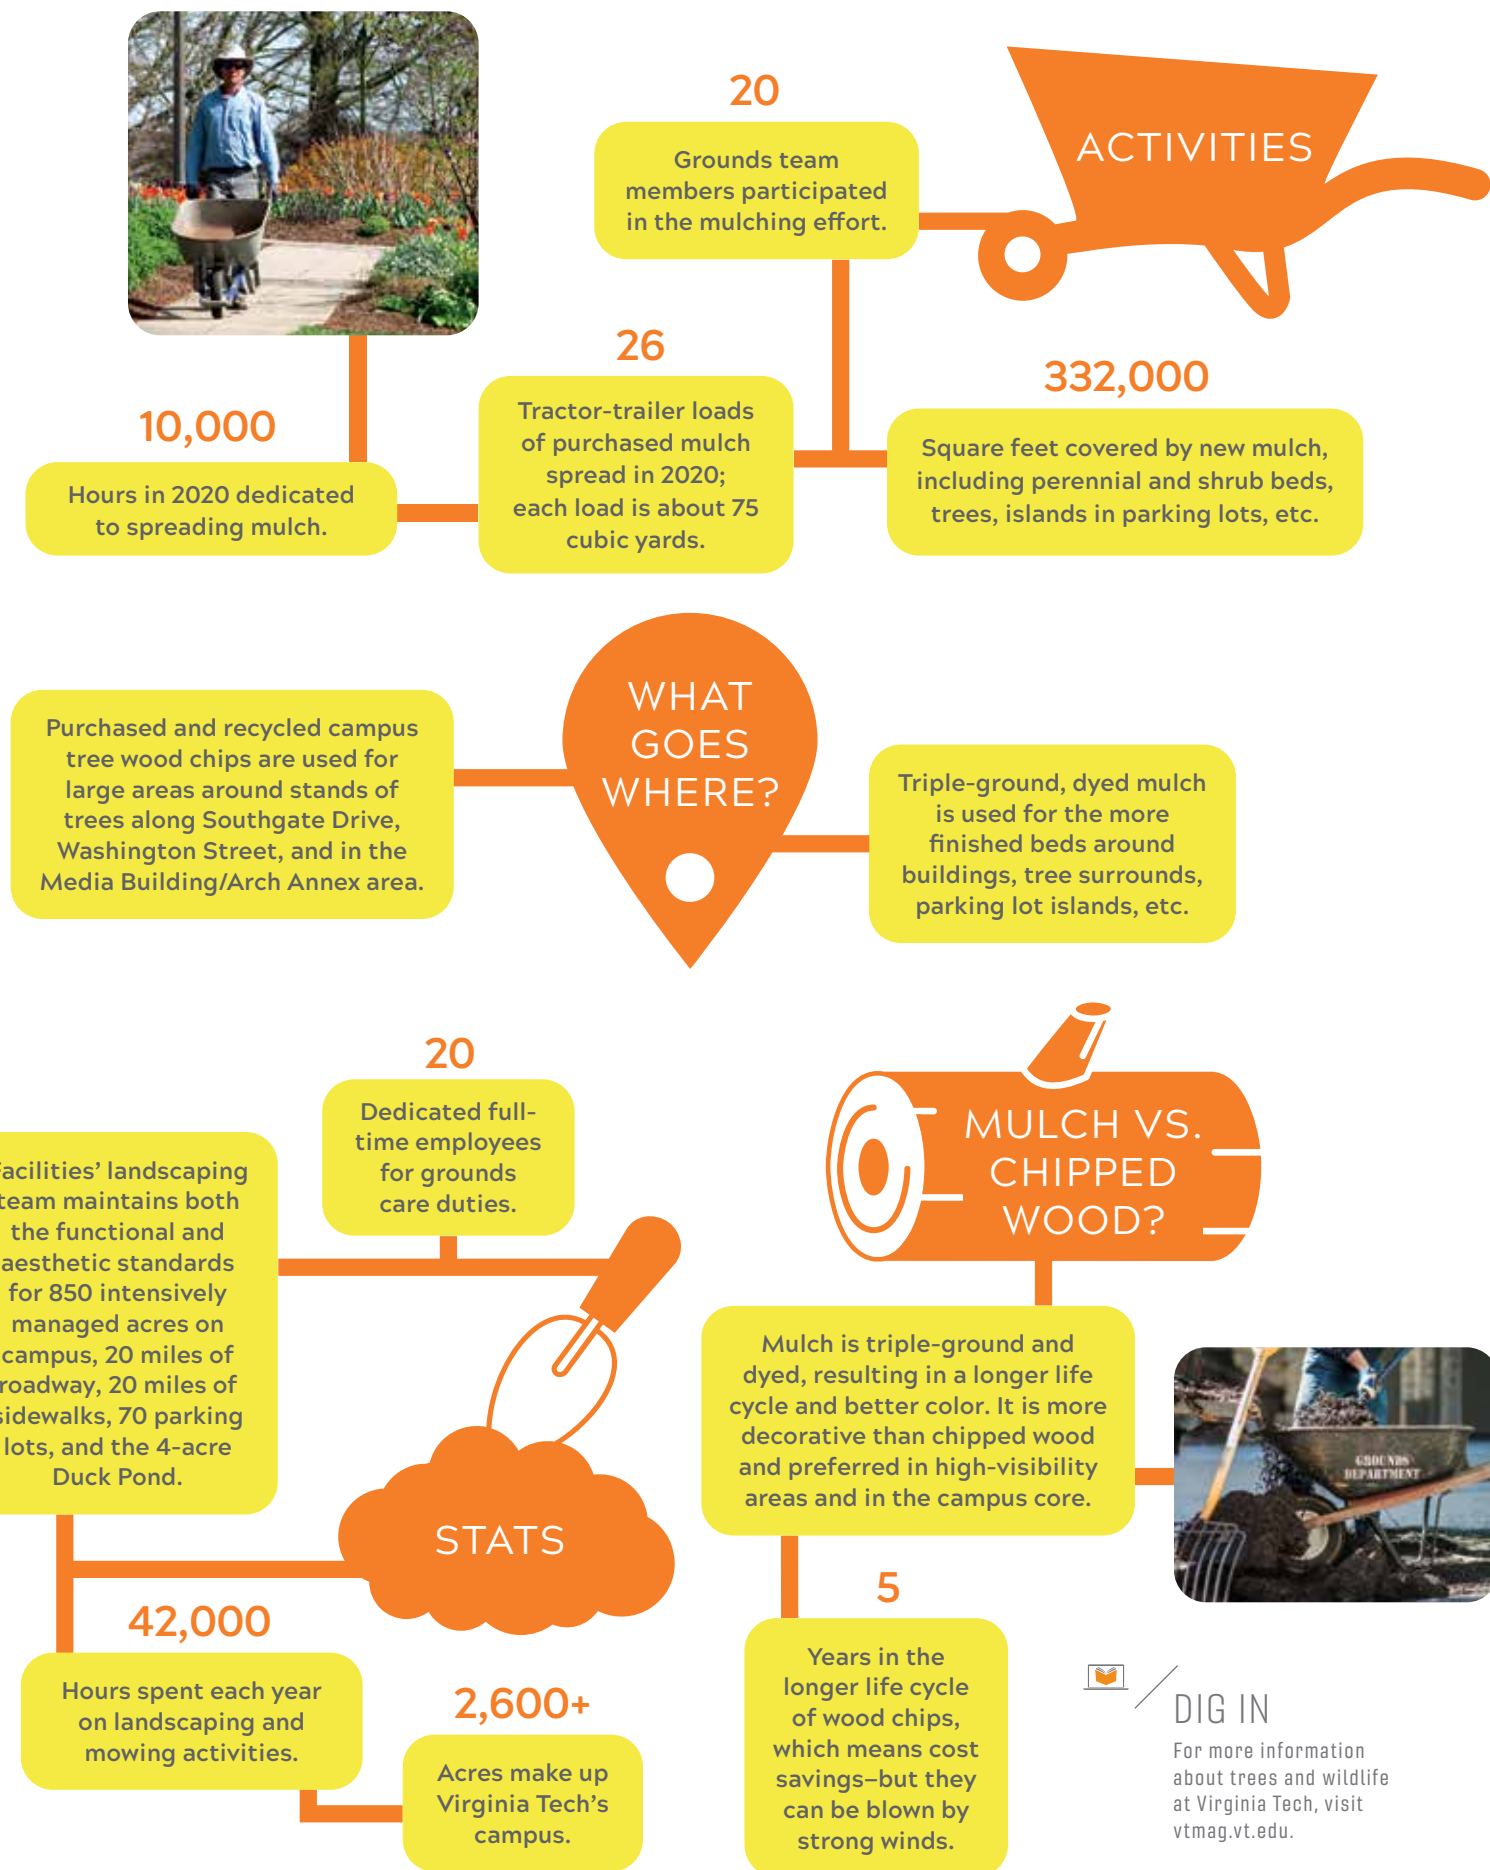 20
Grounds team
members participated
in the mulching effort.
ACTIVITIES
10,000
Hours in 2020 dedicated
to spreading mulch.
26
Tractor-trailer loads
of purchased mulch
spread in 2020;
each load is about 75
cubic yards.
332,000
Square feet covered by new mulch,
including perennial and shrub beds,
trees, islands in parking lots, etc.
WHAT
GOES
WHERE?
Purchased and recycled campus
tree wood chips are used for
large areas around stands of
trees along Southgate Drive,
Washington Street, and in the
Media Building/Arch Annex area.
Triple-ground, dyed mulch
is used for the more
finished beds around
buildings, tree surrounds,
parking lot islands, etc.
20
Dedicated full-
time employees
for grounds
care duties.
acilities' landscaping
team maintains both
the functional and
aesthetic standards
for 850 intensively
managed acres on
campus, 20 miles of
roadway, 20 miles of
sidewalks, 70 parking
lots, and the 4-acre
Duck Pond.
STATS
42,000
Hours spent each year
on landscaping and
mowing activities.
2,600+
Acres make up
Virginia Tech's
campus.
MULCH VS.
CHIPPED
WOOD?
Mulch is triple-ground and
dyed, resulting in a longer life
cycle and better color. It is more
decorative than chipped wood
and preferred in high-visibility
areas and in the campus core.
GROUNDS
DEPARTMENT
5
Years in the
longer life cycle
of wood chips,
which means cost
savings—but they
can be blown by
strong winds.
DIG IN
For more information
about trees and wildlife
at Virginia Tech, visit
vtmag.vt.edu.